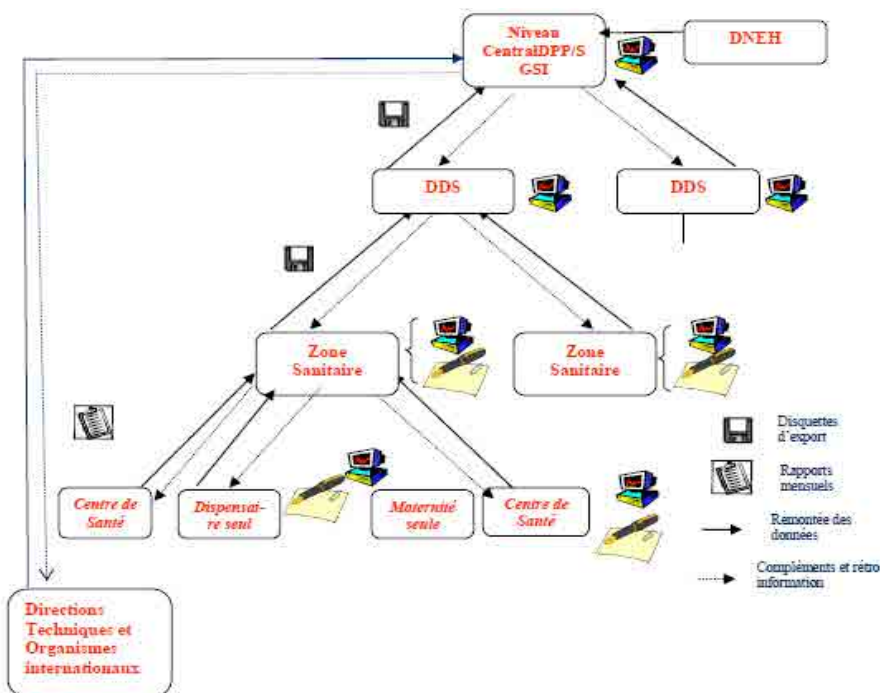 Niveau
CentralDPP/S
GSI
DNEH
DDS
DDS
Zone
Sanitaire
Zone
Sanitaire
Disquettes
d'export
Rapports
mensuels
Centre de
Santé
Dispensai-
re seul
Maternité
seule
Centre de
Santé
Rémontée des
données
Compléments et rétro
information
Directions
Techniques et
Organismes
internationaux